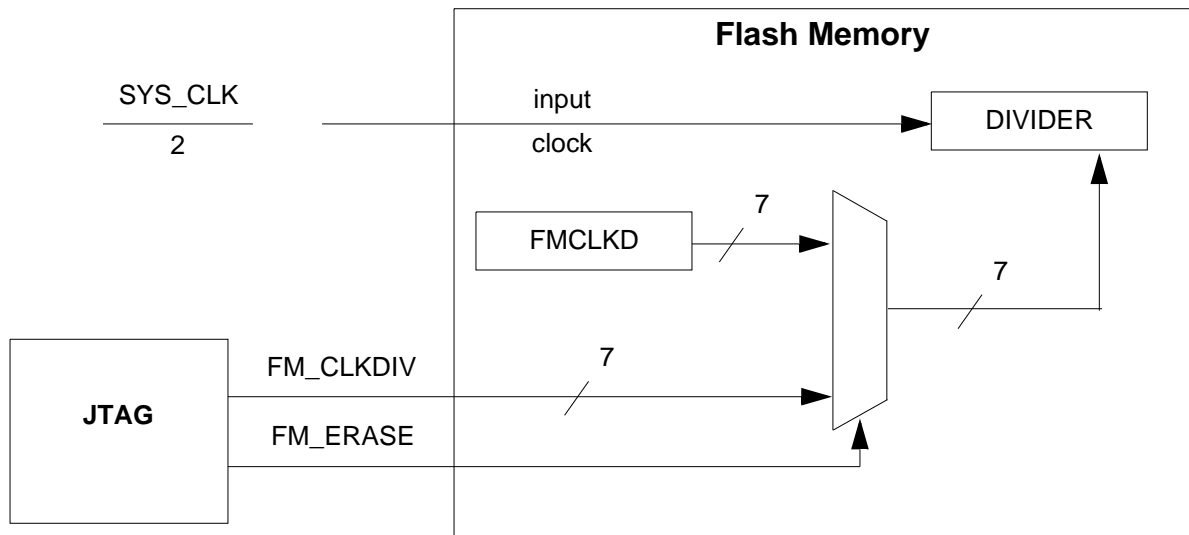 Flash Memory
SYS_CLK
2
input
clock
DIVIDER
7
FMCLKD
7
JTAG
FM_CLKDIV
7
FM_ERASE